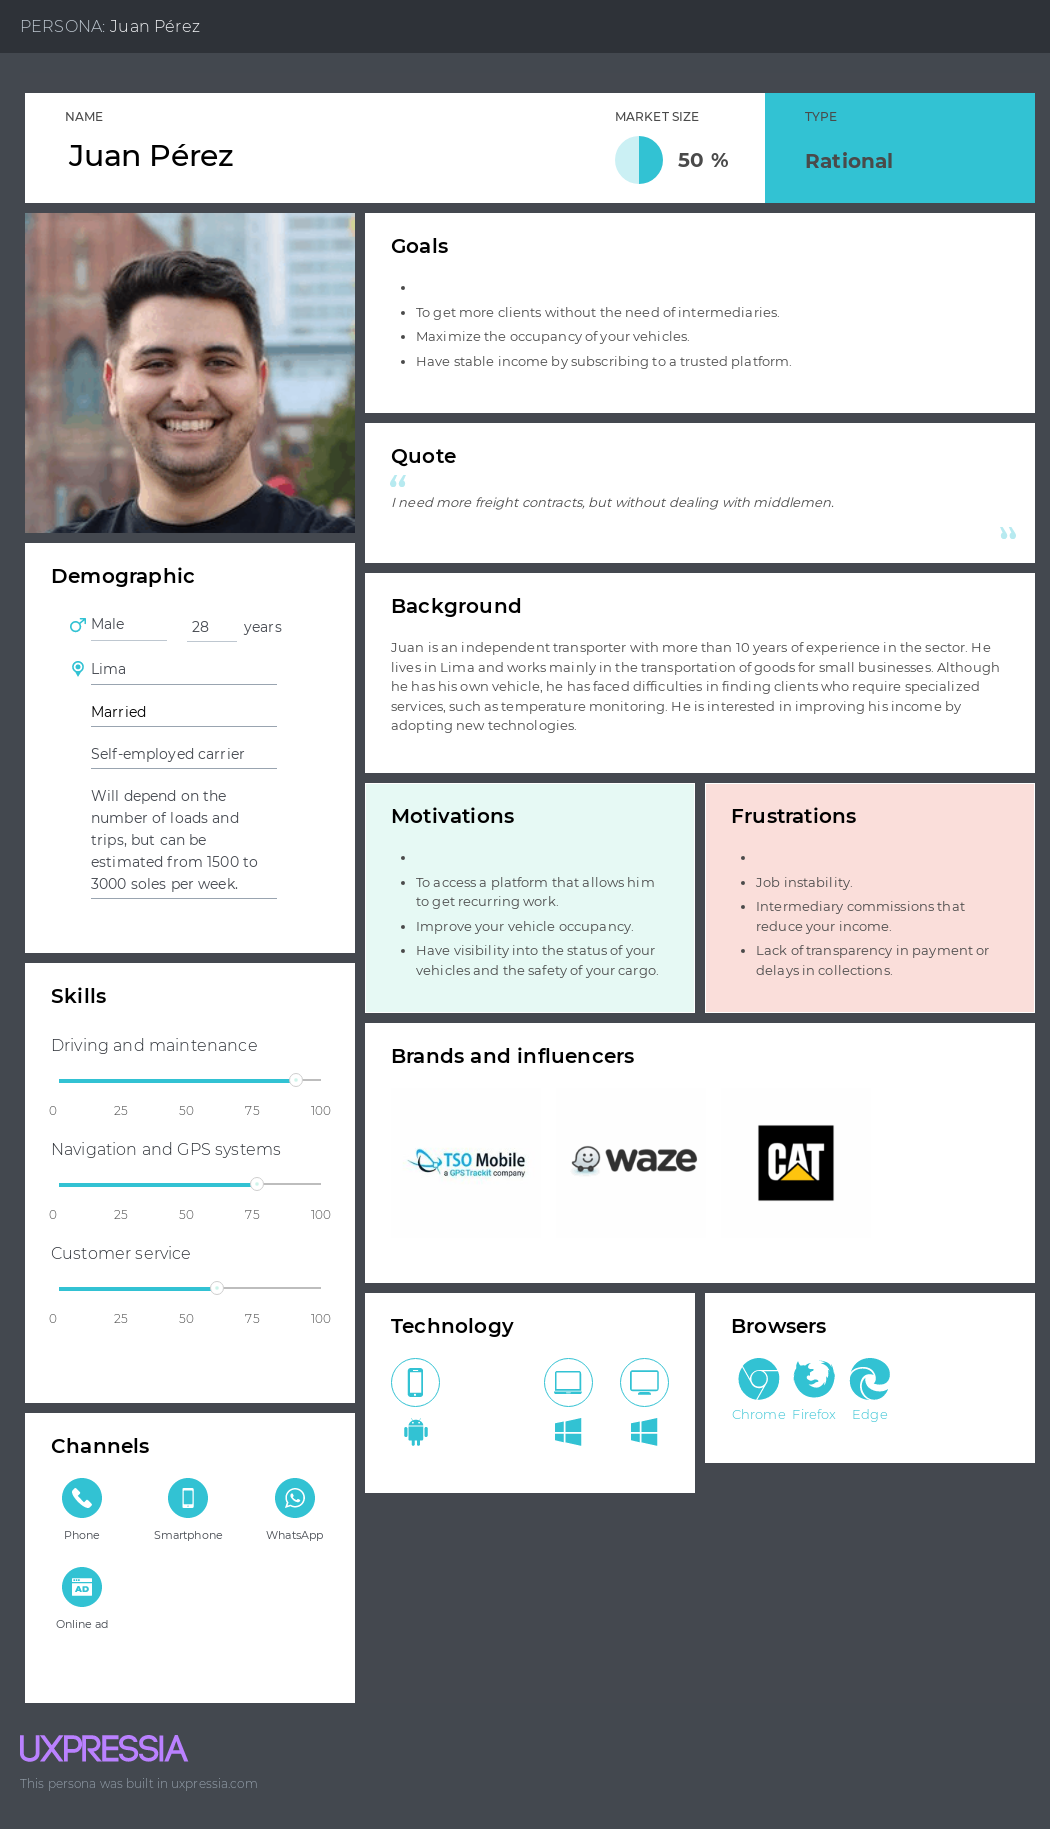 PERSONA: Juan Pérez
NAME
Juan Pérez
MARKET SIZE
50 %
TYPE
Rational
Goals
To get more clients without the need of intermediaries.
Maximize the occupancy of your vehicles.
Have stable income by subscribing to a trusted platform.
Quote
“
I need more freight contracts, but without dealing with middlemen.
”
Demographic
Male
28 years
Lima
Married
Self-employed carrier
Will depend on the
number of loads and
trips, but can be
estimated from 1500 to
3000 soles per week.
Background
Juan is an independent transporter with more than 10 years of experience in the sector. He
lives in Lima and works mainly in the transportation of goods for small businesses. Although
he has his own vehicle, he has faced difficulties in finding clients who require specialized
services, such as temperature monitoring. He is interested in improving his income by
adopting new technologies.
Motivations
To access a platform that allows him
to get recurring work.
Improve your vehicle occupancy.
Have visibility into the status of your
vehicles and the safety of your cargo.
Frustrations
Job instability.
Intermediary commissions that
reduce your income.
Lack of transparency in payment or
delays in collections.
Skills
Driving and maintenance
0 25 50 75 100
Navigation and GPS systems
0 25 50 75 100
Customer service
0 25 50 75 100
Brands and influencers
TSO Mobile
a GPS Trackit company
waze
CAT
Technology
Browsers
Chrome Firefox Edge
Channels
Phone
Smartphone
WhatsApp
AD
Online ad
UXPRESSIA
This persona was built in uxpressia.com